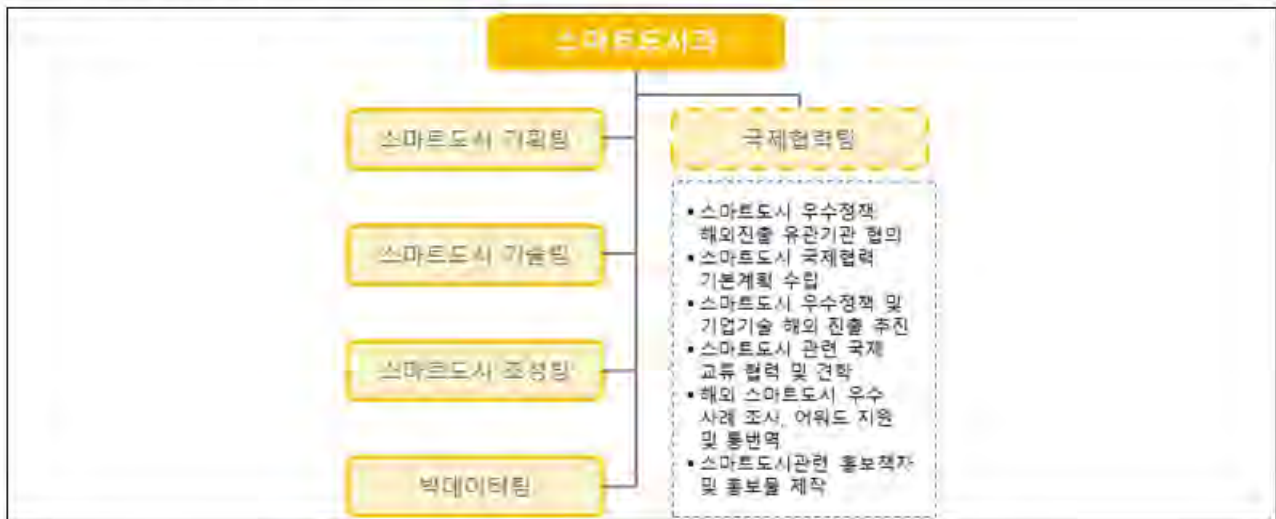 스마트도시과
스마트도시 기획팀
국제협력팀
스마트도시 기술팀
스마트도시 조성팀
빅데이터팀
▪ 스마트도시 우수정책
해외진출 유관기관 협의
▪ 스마트도시 국제협력
기본계획 수립
▪ 스마트도시 우수정책 및
기업기술 해외 진출 추진
▪ 스마트도시 관련 국제
교류 협력 및 견학
▪ 해외 스마트도시 우수
사례 조사, 어워드 지원
및 통번역
▪ 스마트도시관련 홍보책자
및 홍보물 제작